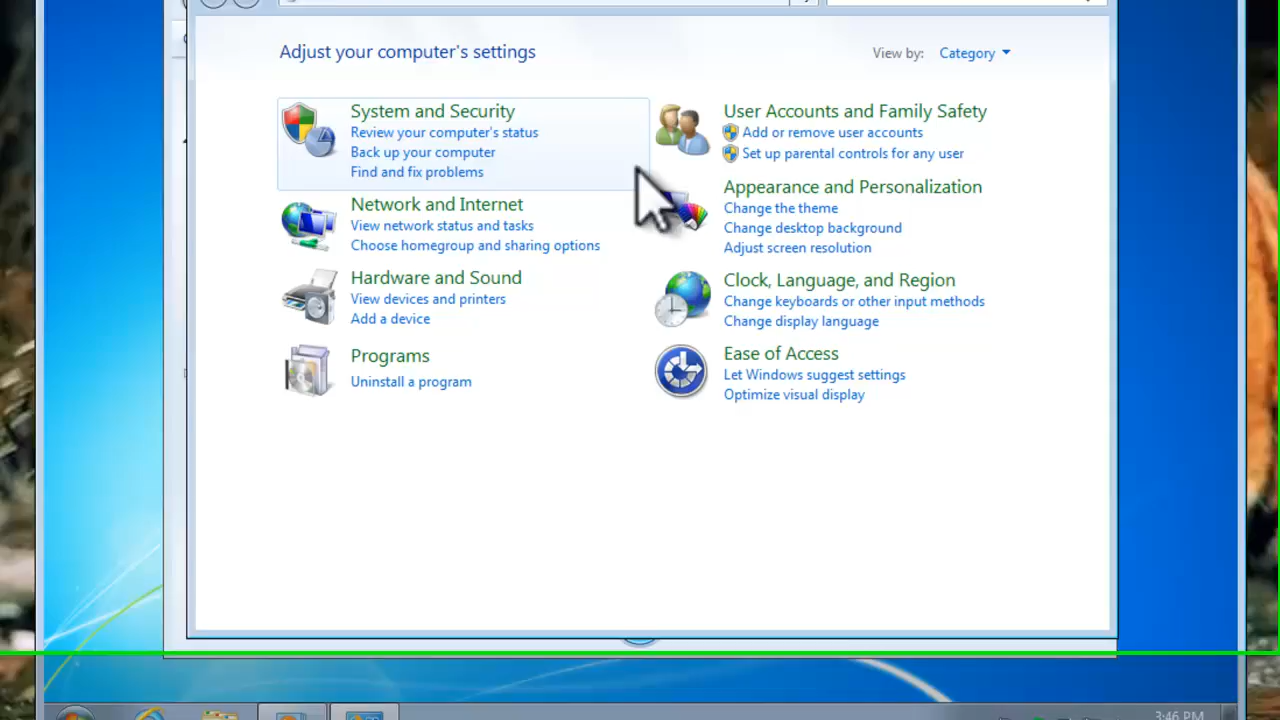 Adjust your computer's settings
View by: Category
System and Security
Review your computer's status
Back up your computer
Find and fix problems
Network and Internet
View network status and tasks
Choose homegroup and sharing options
Hardware and Sound
View devices and printers
Add a device
Programs
Uninstall a program
User Accounts and Family Safety
Add or remove user accounts
Set up parental controls for any user
Appearance and Personalization
Change the theme
Change desktop background
Adjust screen resolution
Clock, Language, and Region
Change keyboards or other input methods
Change display language
Ease of Access
Let Windows suggest settings
Optimize visual display
3:46 PM